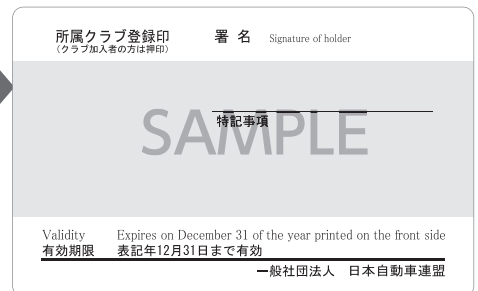 所属クラブ登録印 署名 Signature of holder
（クラブ加入者の方は押印）
特記事項
SAMPLE
Validity Expires on December 31 of the year printed on the front side
有効期限 表記年12月31日まで有効
一般社団法人 日本自動車連盟